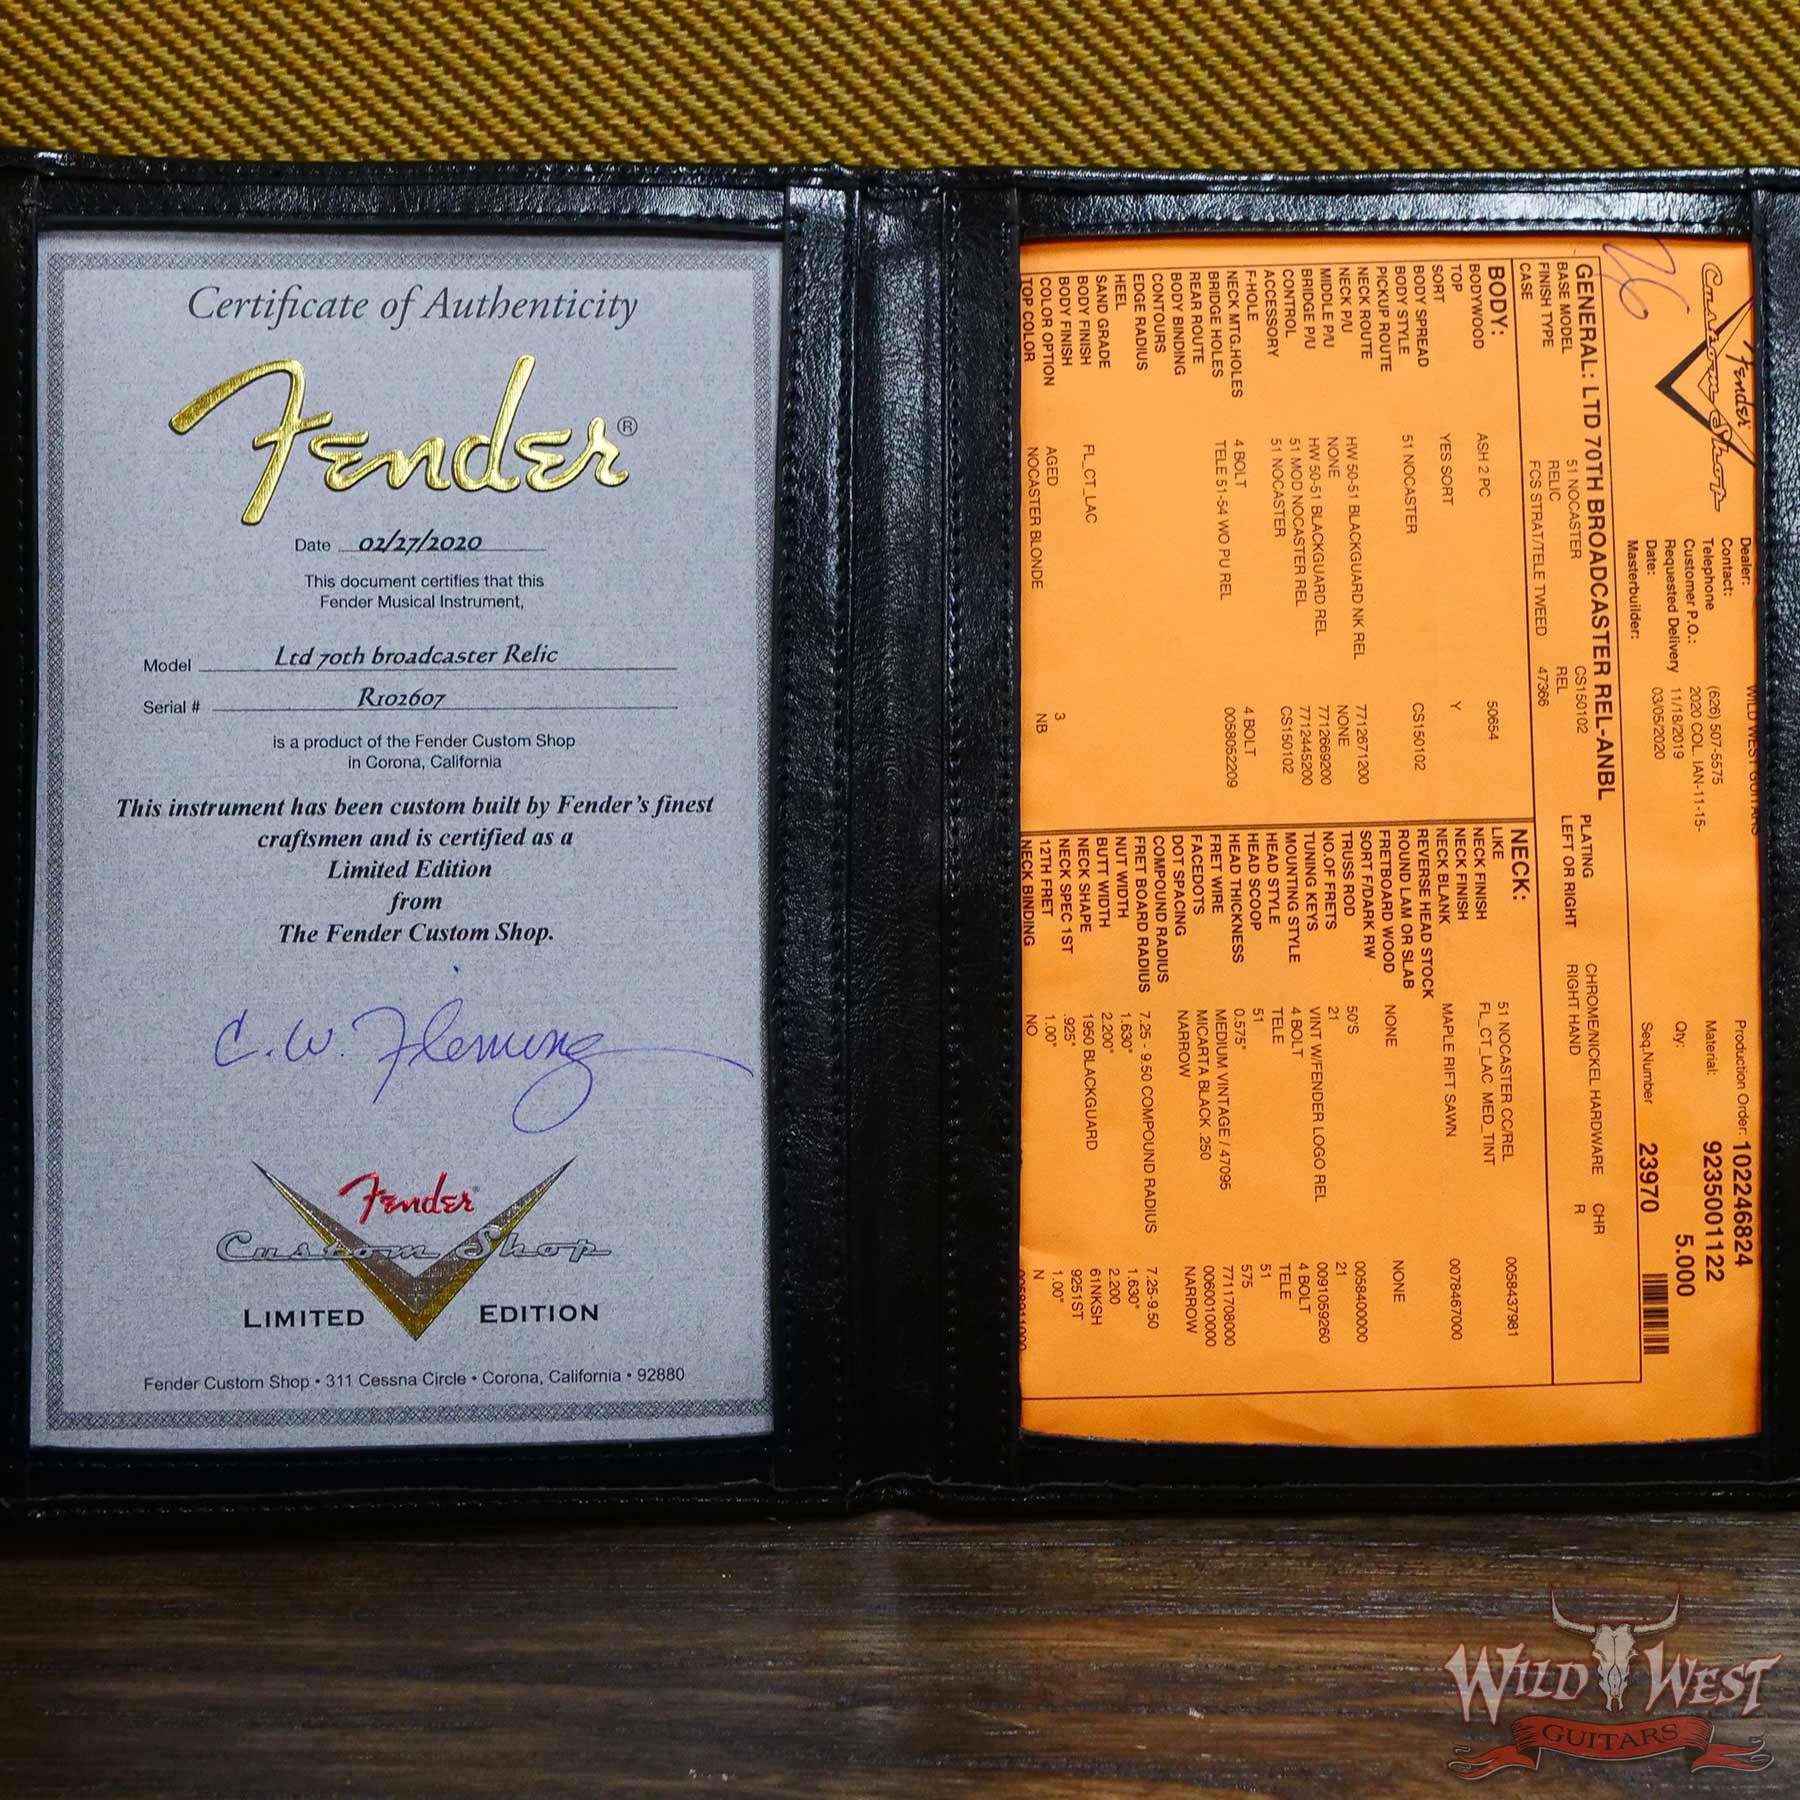 Certificate of Authenticity
Fender®
Date 02/27/2020
This document certifies that this
Fender Musical Instrument,
Model Ltd 70th broadcaster Relic
Serial # R102607
is a product of the Fender Custom Shop
in Corona, California
This instrument has been custom built by Fender's finest
craftsmen and is certified as a
Limited Edition
from
The Fender Custom Shop.
C. W. Fleming
Fender
Custom Shop
LIMITED EDITION
Fender Custom Shop • 311 Cessna Circle • Corona, California • 92880
Fender
Custom Shop
Dealer: WILD WEST GUITARS
Contact:
Telephone (626) 507-5575
Customer P.O.: 2020 COL. IAN-11-15-
Requested Delivery 11/18/2019
Date: 03/05/2020
Masterbuilder:
Production Order: 102246824
Material: 9235001122
Qty: 5.000
Seq.Number 23970
GENERAL: LTD 70TH BROADCASTER REL-ANBL
BASE MODEL 51 NOCASTER CS150102 PLATING CHROME/NICKEL HARDWARE CHR
FINISH TYPE RELIC REL LEFT OR RIGHT RIGHT HAND R
CASE FCS STRAT/TELE TWEED 47366
BODY:
BODYWOOD ASH 2 PC 50654
TOP
SORT YES SORT Y
BODY SPREAD
BODY STYLE 51 NOCASTER CS150102
PICKUP ROUTE
NECK ROUTE
NECK P/U HW 50-51 BLACKGUARD NK REL 7712671200
MIDDLE P/U NONE NONE
BRIDGE P/U HW 50-51 BLACKGUARD REL 7712669200
CONTROL 51 MOD NOCASTER REL 7712445200
ACCESSORY 51 NOCASTER CS150102
F-HOLE
NECK MTG.HOLES 4 BOLT 4 BOLT
BRIDGE HOLES TELE 51-54 WO PU REL 0058052209
REAR ROUTE
BODY BINDING
CONTOURS
EDGE RADIUS
HEEL
SAND GRADE
BODY FINISH FL_CT_LAC
BODY FINISH
COLOR OPTION AGED 3
TOP COLOR NOCASTER BLONDE NB
NECK:
LIKE 51 NOCASTER CC/REL 0058437981
NECK FINISH FL_CT_LAC MED_TINT
NECK FINISH
NECK BLANK MAPLE RIFT SAWN 0078467000
REVERSE HEAD STOCK
ROUND LAM OR SLAB
FRETBOARD WOOD NONE NONE
SORT F/DARK RW
TRUSS ROD 50'S 0058400000
NO.OF FRETS 21 21
TUNING KEYS VINT W/FENDER LOGO REL 0091059260
MOUNTING STYLE 4 BOLT 4 BOLT
HEAD STYLE TELE TELE
HEAD SCOOP 51 51
HEAD THICKNESS 0.575" 575
FRET WIRE MEDIUM VINTAGE / 47095 7711708000
FACEDOTS MICARTA BLACK .250 0060010000
DOT SPACING NARROW NARROW
COMPOUND RADIUS
FRET BOARD RADIUS 7.25 - 9.50 COMPOUND RADIUS 7.25-9.50
NUT WIDTH 1.630" 1.630"
BUTT WIDTH 2.200" 2.200
NECK SHAPE 1950 BLACKGUARD 61NKSH
NECK SPEC 1ST .925" 9251ST
12TH FRET 1.00" 1.00"
NECK BINDING NO N
WILD WEST
GUITARS